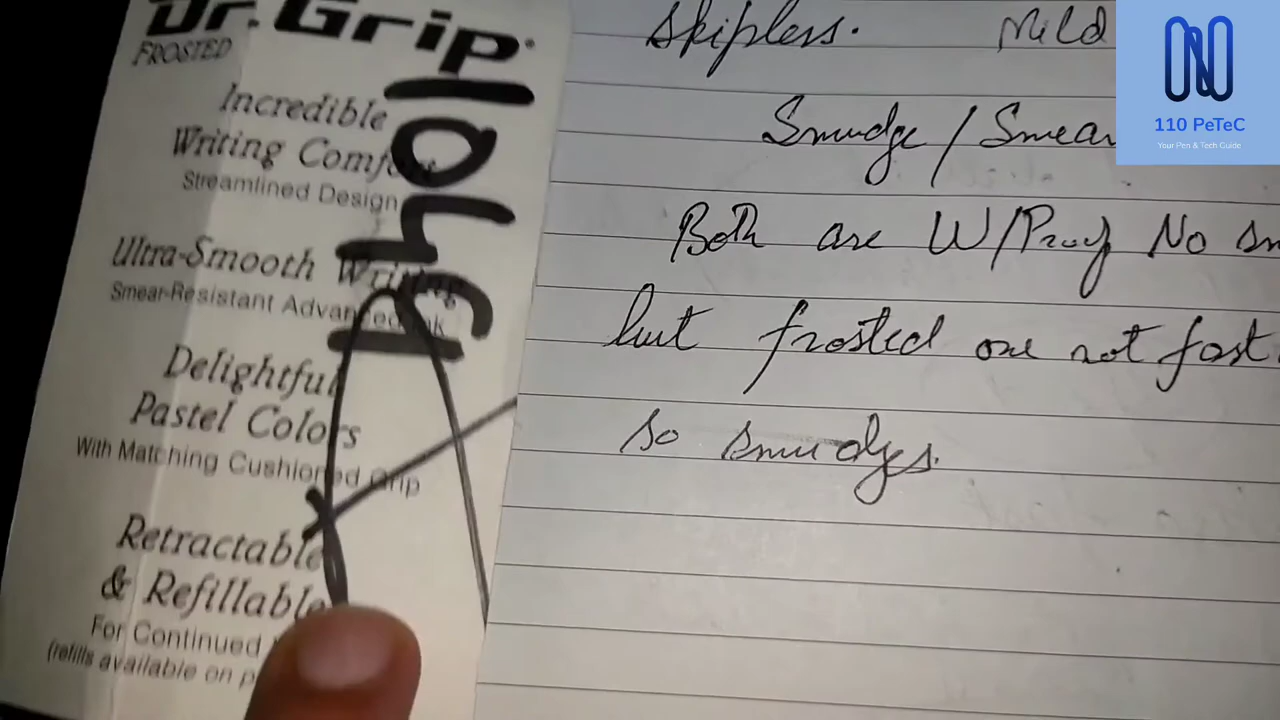 Dr. Grip
FROSTED
Incredible
Writing Comfort
Streamlined Design
Ultra-Smooth Writing
Smear-Resistant Advanced Ink
Delightful
Pastel Colors
With Matching Cushioned Grip
Retractable
& Refillable
For Continued
(refills available on p
Skipless. Mild
Smudge / Smear
Both are W/Proof No sm
but frosted one not fast
so smudges.
110 PeTeC
Your Pen & Tech Guide